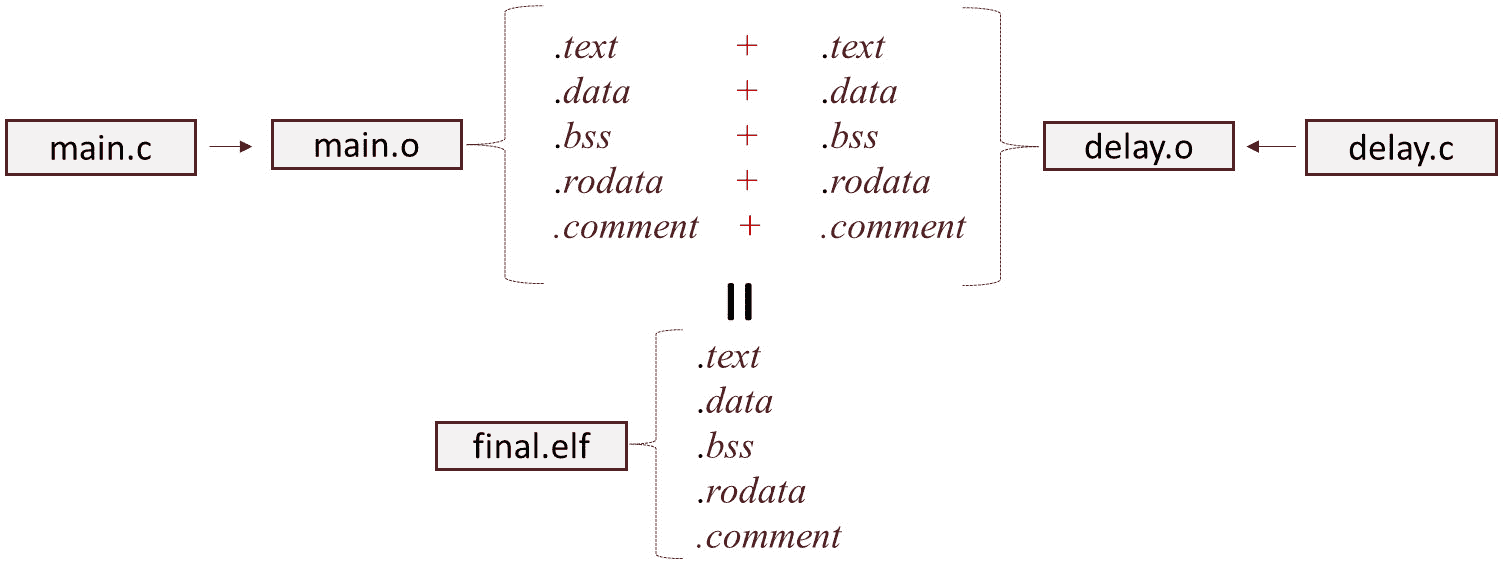 .text + .text
.data + .data
.bss + .bss
.rodata + .rodata
.comment + .comment
main.c
main.o
delay.o
delay.c
=
.text
.data
.bss
.rodata
.comment
final.elf